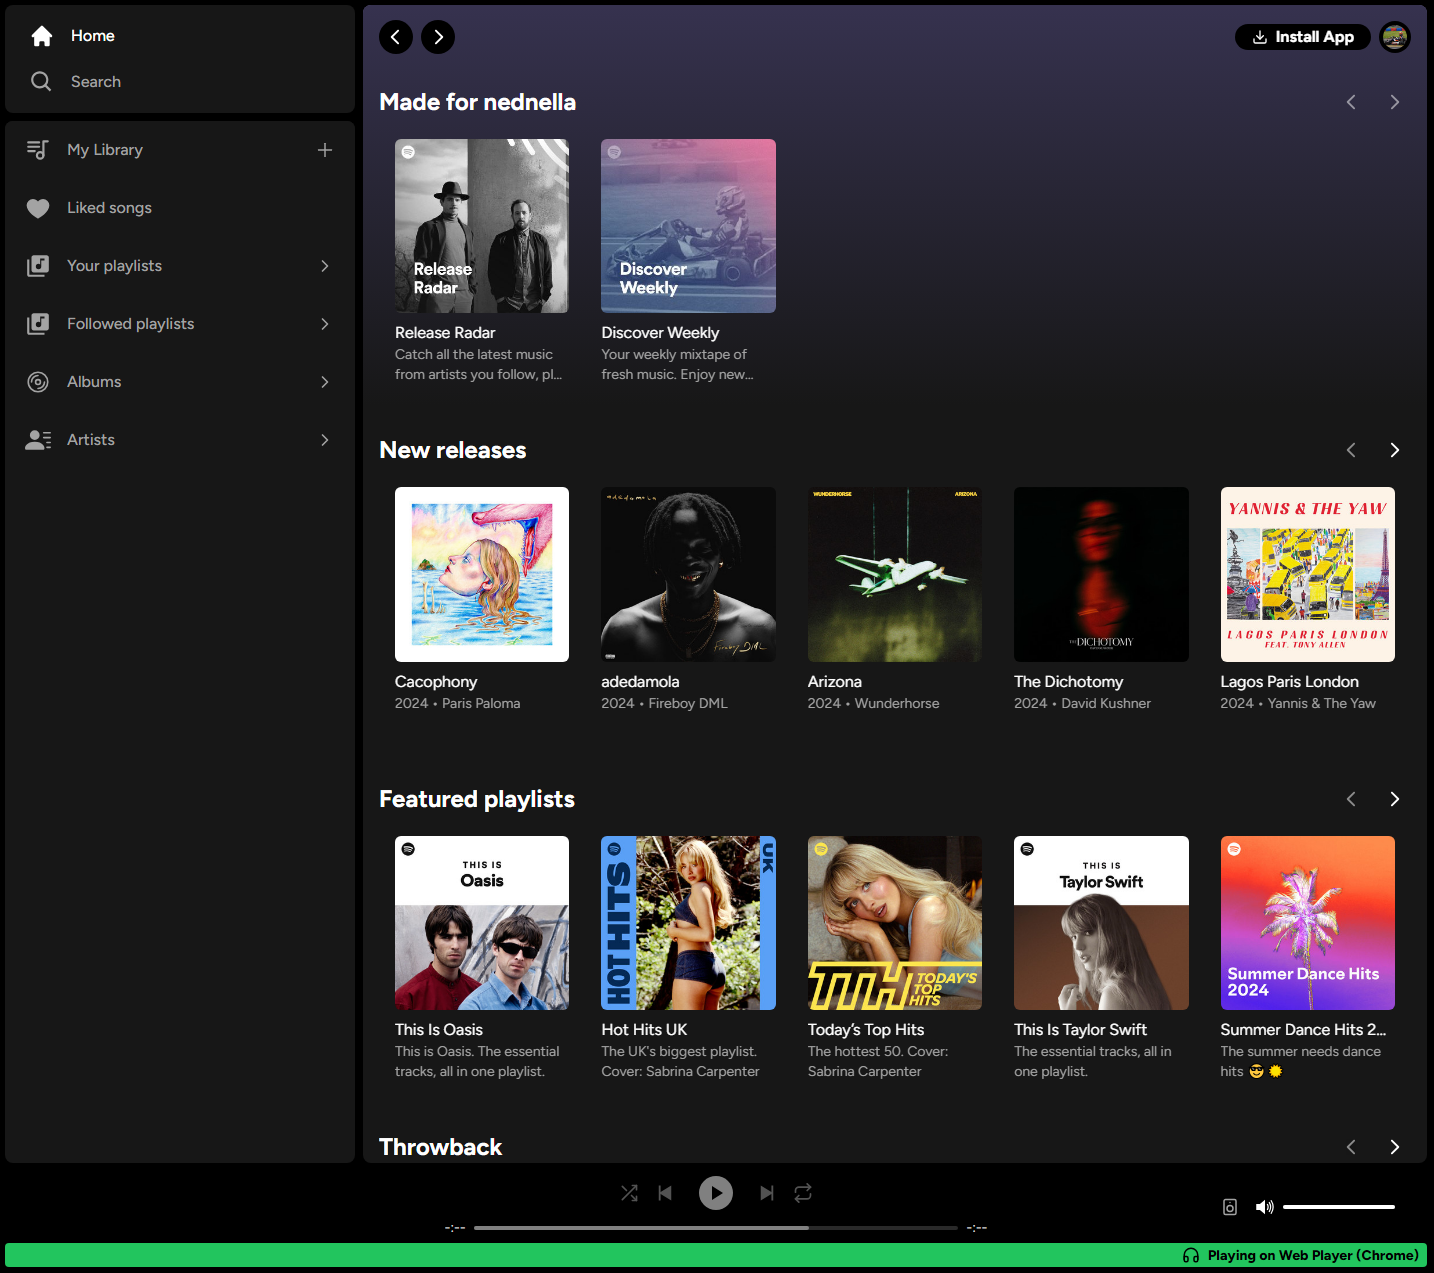 Home
Search
My Library
Liked songs
Your playlists
Followed playlists
Albums
Artists
Install App
Made for nednella
Release
Radar
Release Radar
Catch all the latest music
from artists you follow, pl...
Discover
Weekly
Discover Weekly
Your weekly mixtape of
fresh music. Enjoy new...
New releases
Cacophony
2024 • Paris Paloma
adedamola
Fireboy DML
adedamola
2024 • Fireboy DML
WUNDERHORSE ARIZONA
Arizona
2024 • Wunderhorse
THE DICHOTOMY
The Dichotomy
2024 • David Kushner
YANNIS & THE YAW
LAGOS PARIS LONDON
FEAT. TONY ALLEN
Lagos Paris London
2024 • Yannis & The Yaw
Featured playlists
THIS IS
Oasis
This Is Oasis
This is Oasis. The essential
tracks, all in one playlist.
HOT HITS
UK
Hot Hits UK
The UK's biggest playlist.
Cover: Sabrina Carpenter
TTH TODAY'S
TOP
HITS
Today’s Top Hits
The hottest 50. Cover:
Sabrina Carpenter
THIS IS
Taylor Swift
This Is Taylor Swift
The essential tracks, all in
one playlist.
Summer Dance Hits
2024
Summer Dance Hits 2...
The summer needs dance
hits 😎 🌟
Throwback
-:--
-:--
Playing on Web Player (Chrome)